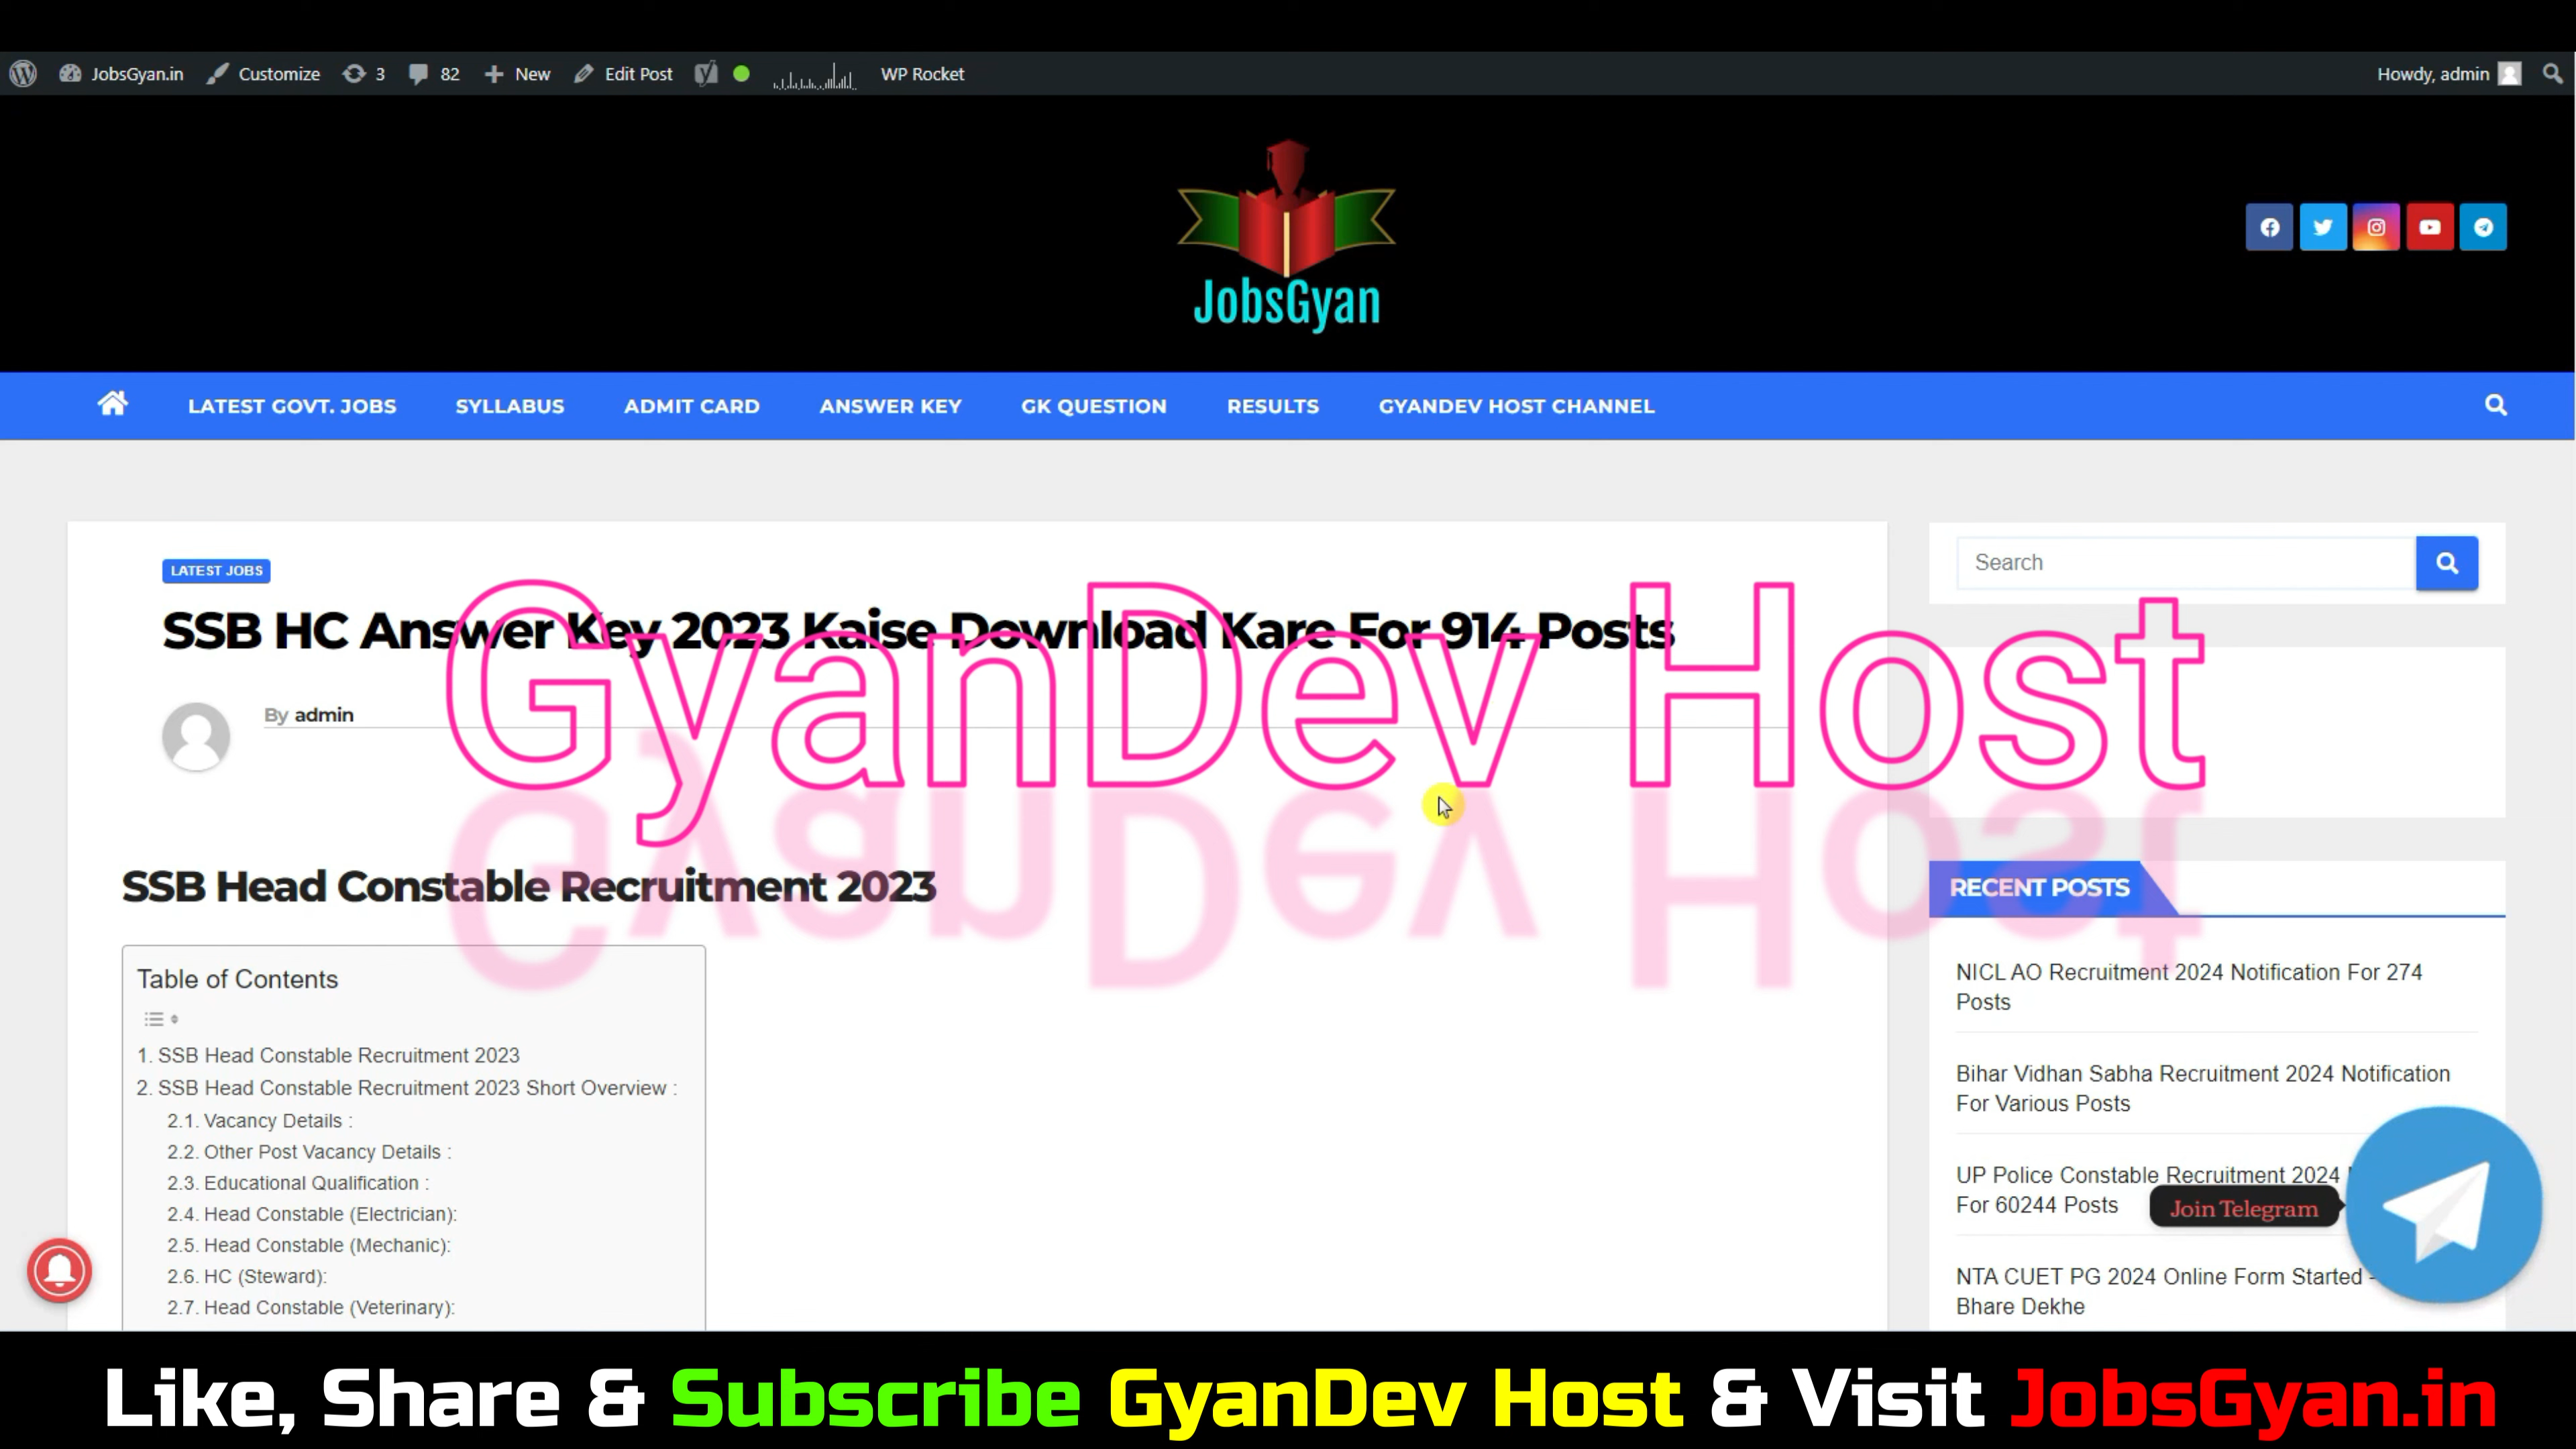 JobsGyan.in Customize 3 82 New Edit Post WP Rocket Howdy, admin
JobsGyan
LATEST GOVT. JOBS SYLLABUS ADMIT CARD ANSWER KEY GK QUESTION RESULTS GYANDEV HOST CHANNEL
LATEST JOBS
SSB HC Answer Key 2023 Kaise Download Kare For 914 Posts
By admin
GyanDev Host
SSB Head Constable Recruitment 2023
Table of Contents
1. SSB Head Constable Recruitment 2023
2. SSB Head Constable Recruitment 2023 Short Overview :
2.1. Vacancy Details :
2.2. Other Post Vacancy Details :
2.3. Educational Qualification :
2.4. Head Constable (Electrician):
2.5. Head Constable (Mechanic):
2.6. HC (Steward):
2.7. Head Constable (Veterinary):
Search
RECENT POSTS
NICL AO Recruitment 2024 Notification For 274
Posts
Bihar Vidhan Sabha Recruitment 2024 Notification
For Various Posts
UP Police Constable Recruitment 2024
For 60244 Posts
Join Telegram
NTA CUET PG 2024 Online Form Started -
Bhare Dekhe
Like, Share & Subscribe GyanDev Host & Visit JobsGyan.in